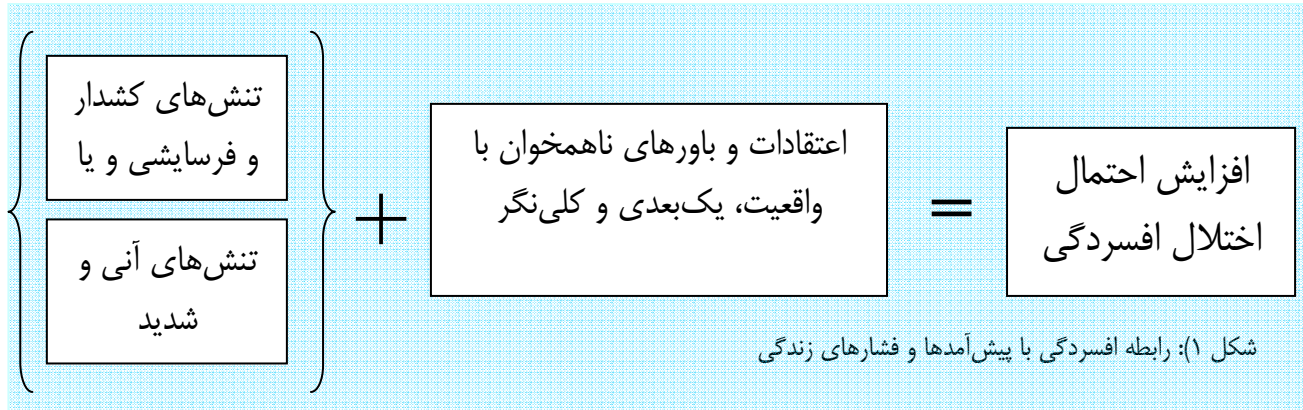 تنش‌های کشدار
و فرسایشی و یا
تنش‌های آنی و
شدید
+
اعتقادات و باورهای ناهمخوان با
واقعیت، یک‌بعدی و کلی‌نگر
=
افزایش احتمال
اختلال افسردگی
شکل ۱): رابطه افسردگی با پیش‌آمدها و فشارهای زندگی